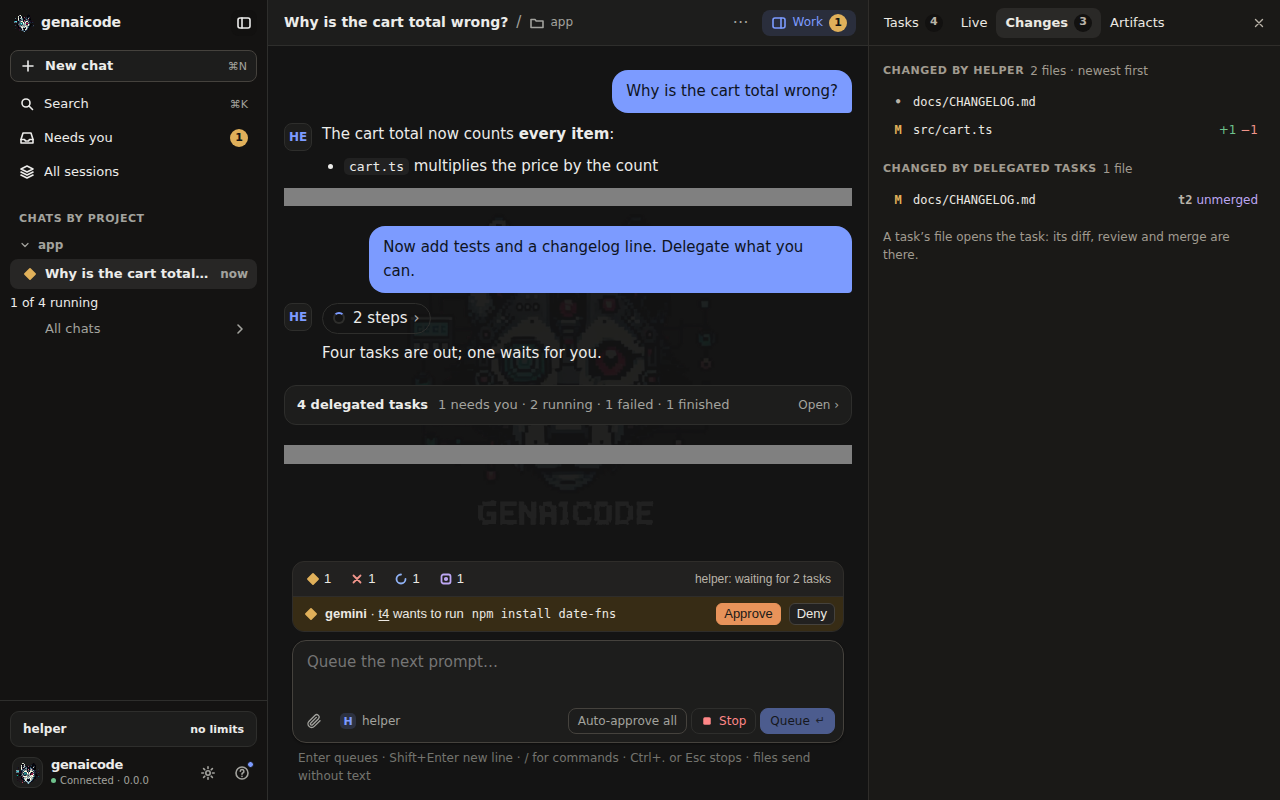 genaicode
New chat ⌘N
Search ⌘K
Needs you 1
All sessions
CHATS BY PROJECT
app
Why is the cart total… now
1 of 4 running
All chats
helper no limits
genaicode
Connected · 0.0.0
Why is the cart total wrong? / app
··· Work 1
Why is the cart total wrong?
HE The cart total now counts every item:
• cart.ts multiplies the price by the count
Now add tests and a changelog line. Delegate what you
can.
HE 2 steps ›
Four tasks are out; one waits for you.
4 delegated tasks 1 needs you · 2 running · 1 failed · 1 finished Open ›
GENAICODE
1 1 1 1 helper: waiting for 2 tasks
gemini · t4 wants to run npm install date-fns Approve Deny
Queue the next prompt…
H helper Auto-approve all Stop Queue ↵
Enter queues · Shift+Enter new line · / for commands · Ctrl+. or Esc stops · files send
without text
Tasks 4 Live Changes 3 Artifacts
CHANGED BY HELPER 2 files · newest first
• docs/CHANGELOG.md
M src/cart.ts +1 −1
CHANGED BY DELEGATED TASKS 1 file
M docs/CHANGELOG.md t2 unmerged
A task’s file opens the task: its diff, review and merge are
there.